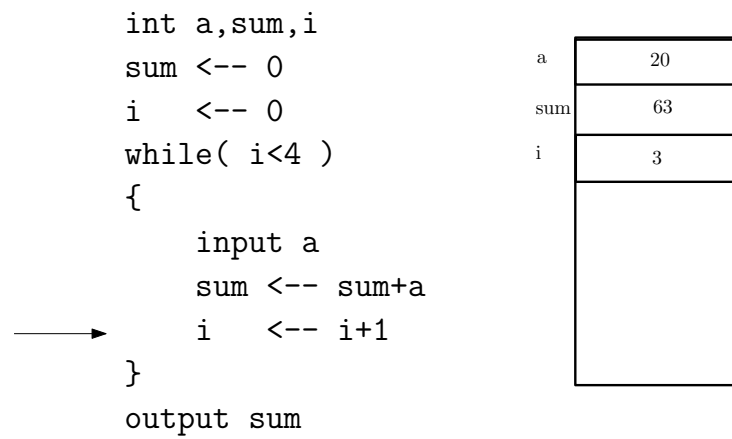 int a,sum,i
sum <-- 0
i <-- 0
while( i<4 )
{
input a
sum <-- sum+a
i <-- i+1
}
output sum
a 20
sum 63
i 3